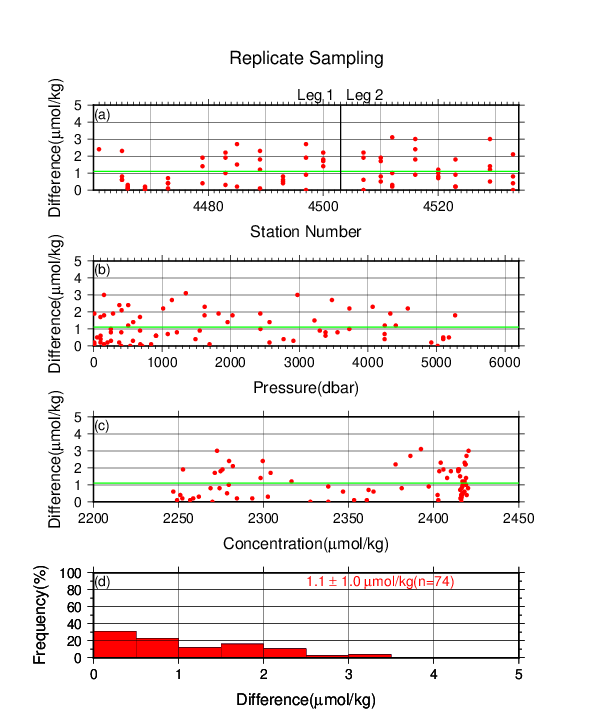 Replicate Sampling
Leg 1 Leg 2
(a)
Difference(μmol/kg)
5
4
3
2
1
0
4480 4500 4520
Station Number
(b)
Difference(μmol/kg)
5
4
3
2
1
0
0 1000 2000 3000 4000 5000 6000
Pressure(dbar)
(c)
Difference(μmol/kg)
5
4
3
2
1
0
2200 2250 2300 2350 2400 2450
Concentration(μmol/kg)
(d)
1.1 ± 1.0 μmol/kg(n=74)
Frequency(%)
100
80
60
40
20
0
0 1 2 3 4 5
Difference(μmol/kg)